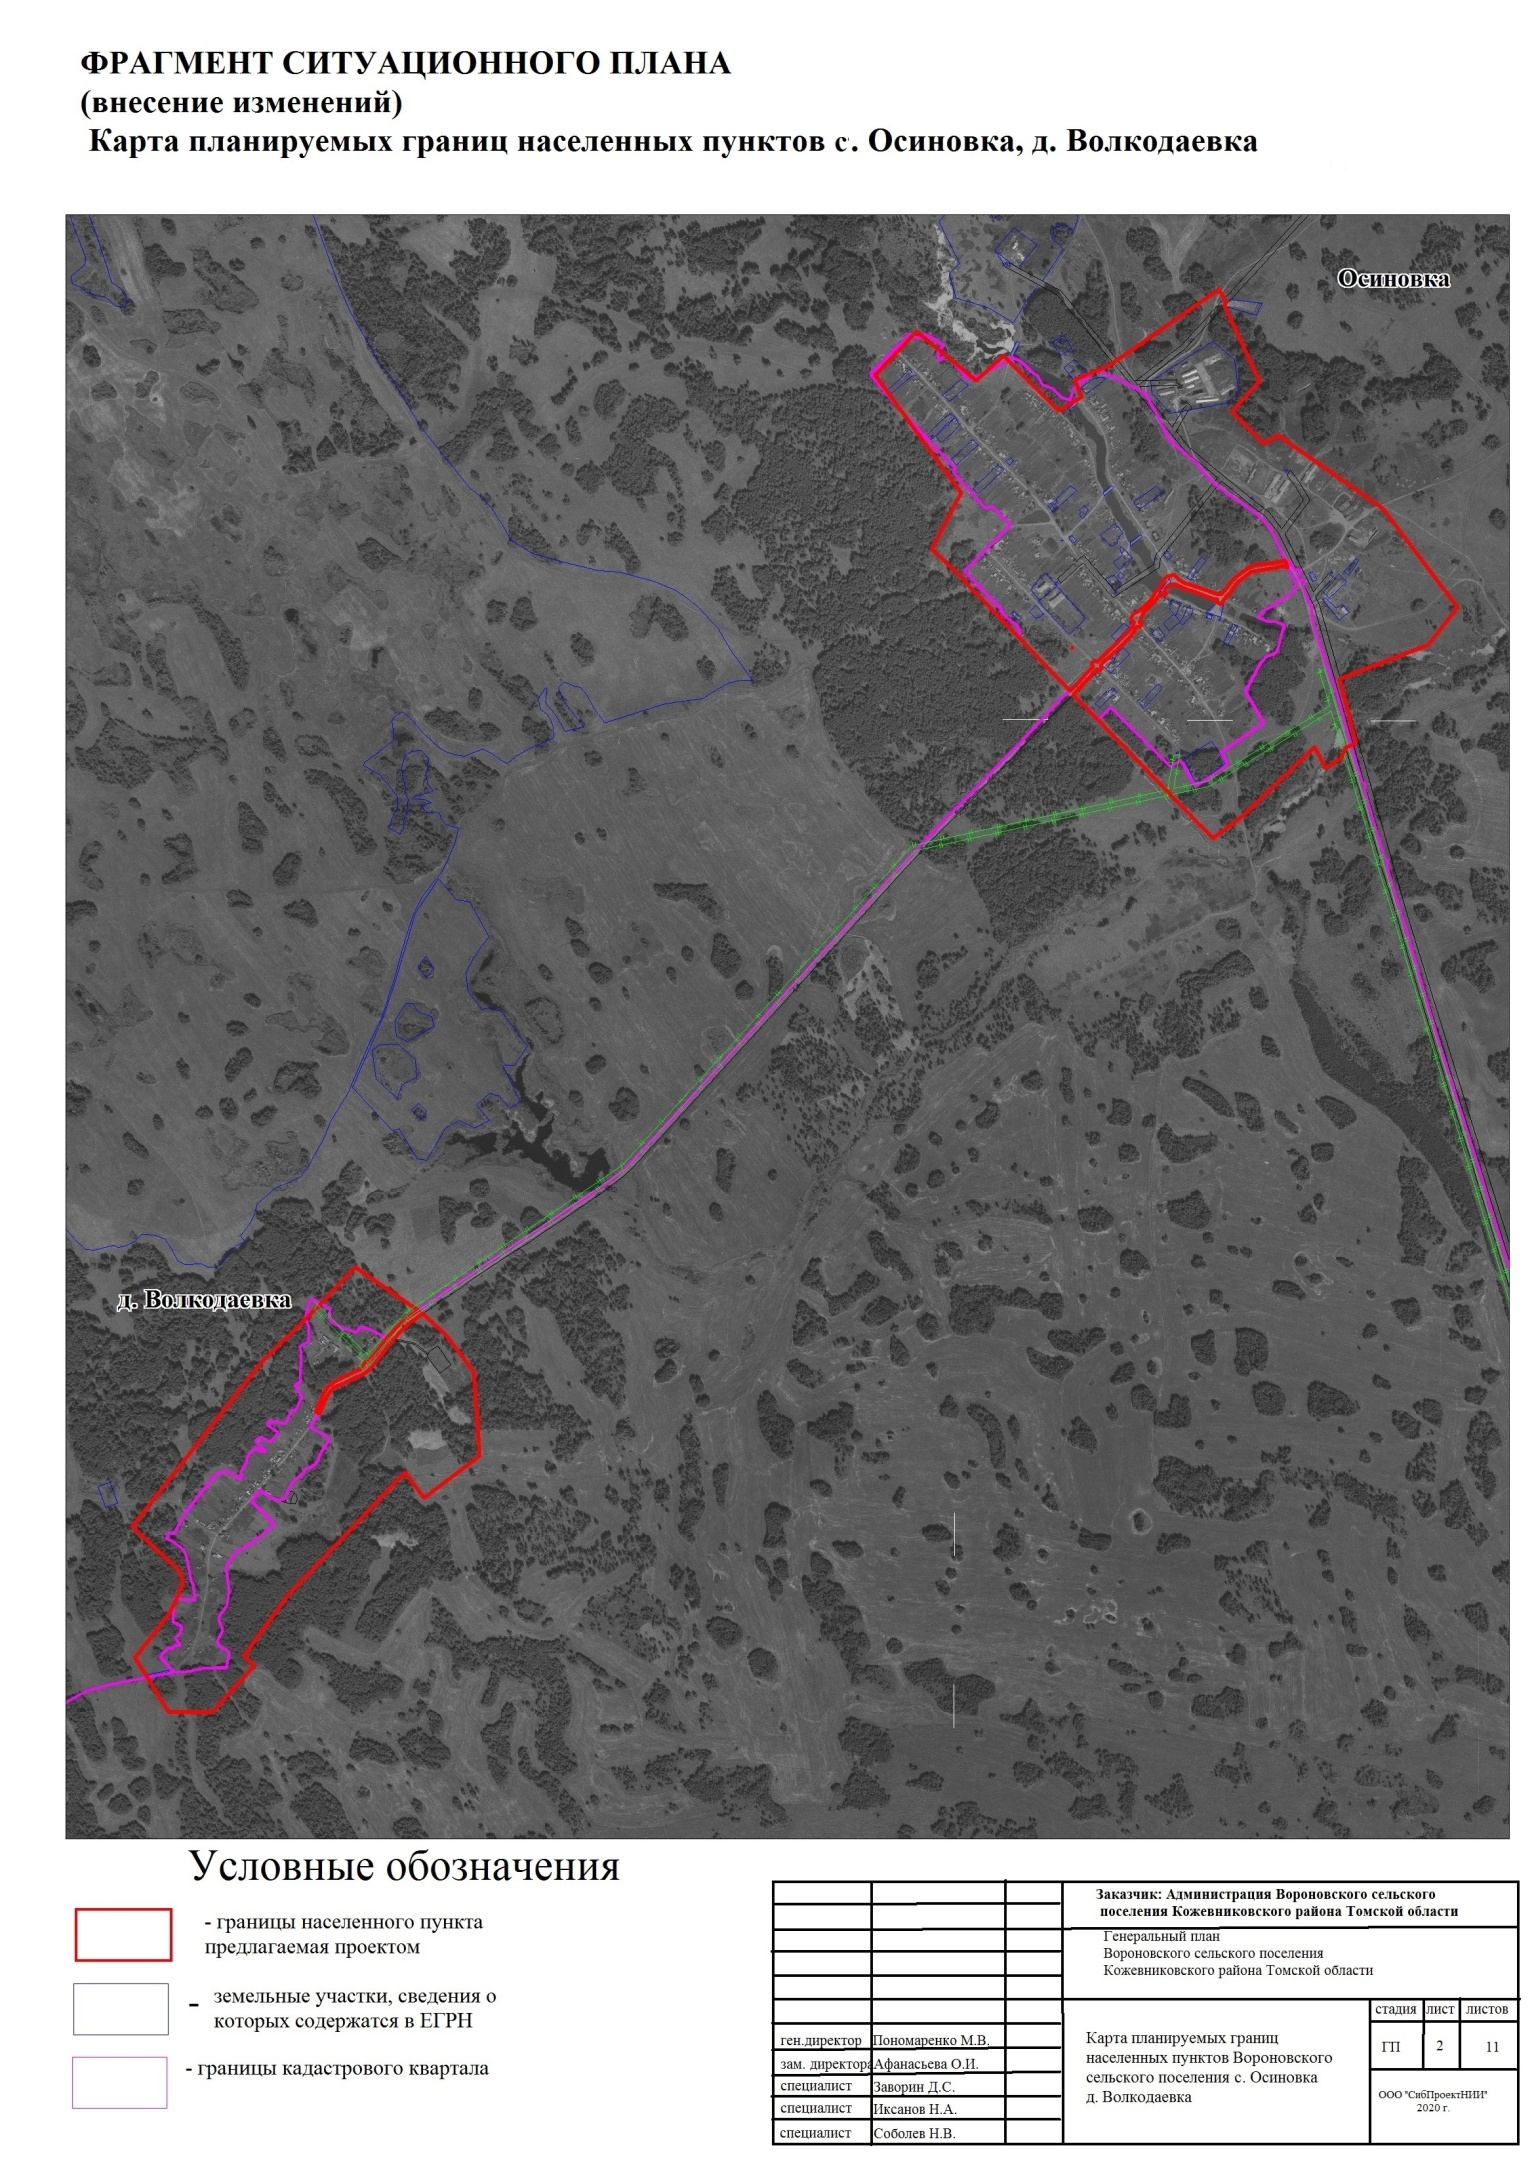 ФРАГМЕНТ СИТУАЦИОННОГО ПЛАНА
(внесение изменений)
Карта планируемых границ населенных пунктов с. Осиновка, д. Волкодаевка
Осиновка
д. Волкодаевка
Условные обозначения
- границы населенного пункта
предлагаемая проектом
- земельные участки, сведения о
которых содержатся в ЕГРН
- границы кадастрового квартала
Заказчик: Администрация Вороновского сельского
поселения Кожевниковского района Томской области
Генеральный план
Вороновского сельского поселения
Кожевниковского района Томской области
стадия лист листов
ген.директор Пономаренко М.В.
зам. директора Афанасьева О.И.
специалист Заворин Д.С.
специалист Иксанов Н.А.
специалист Соболев Н.В.
Карта планируемых границ
населенных пунктов Вороновского
сельского поселения с. Осиновка
д. Волкодаевка
ГП 2 11
ООО "СибПроектНИИ"
2020 г.